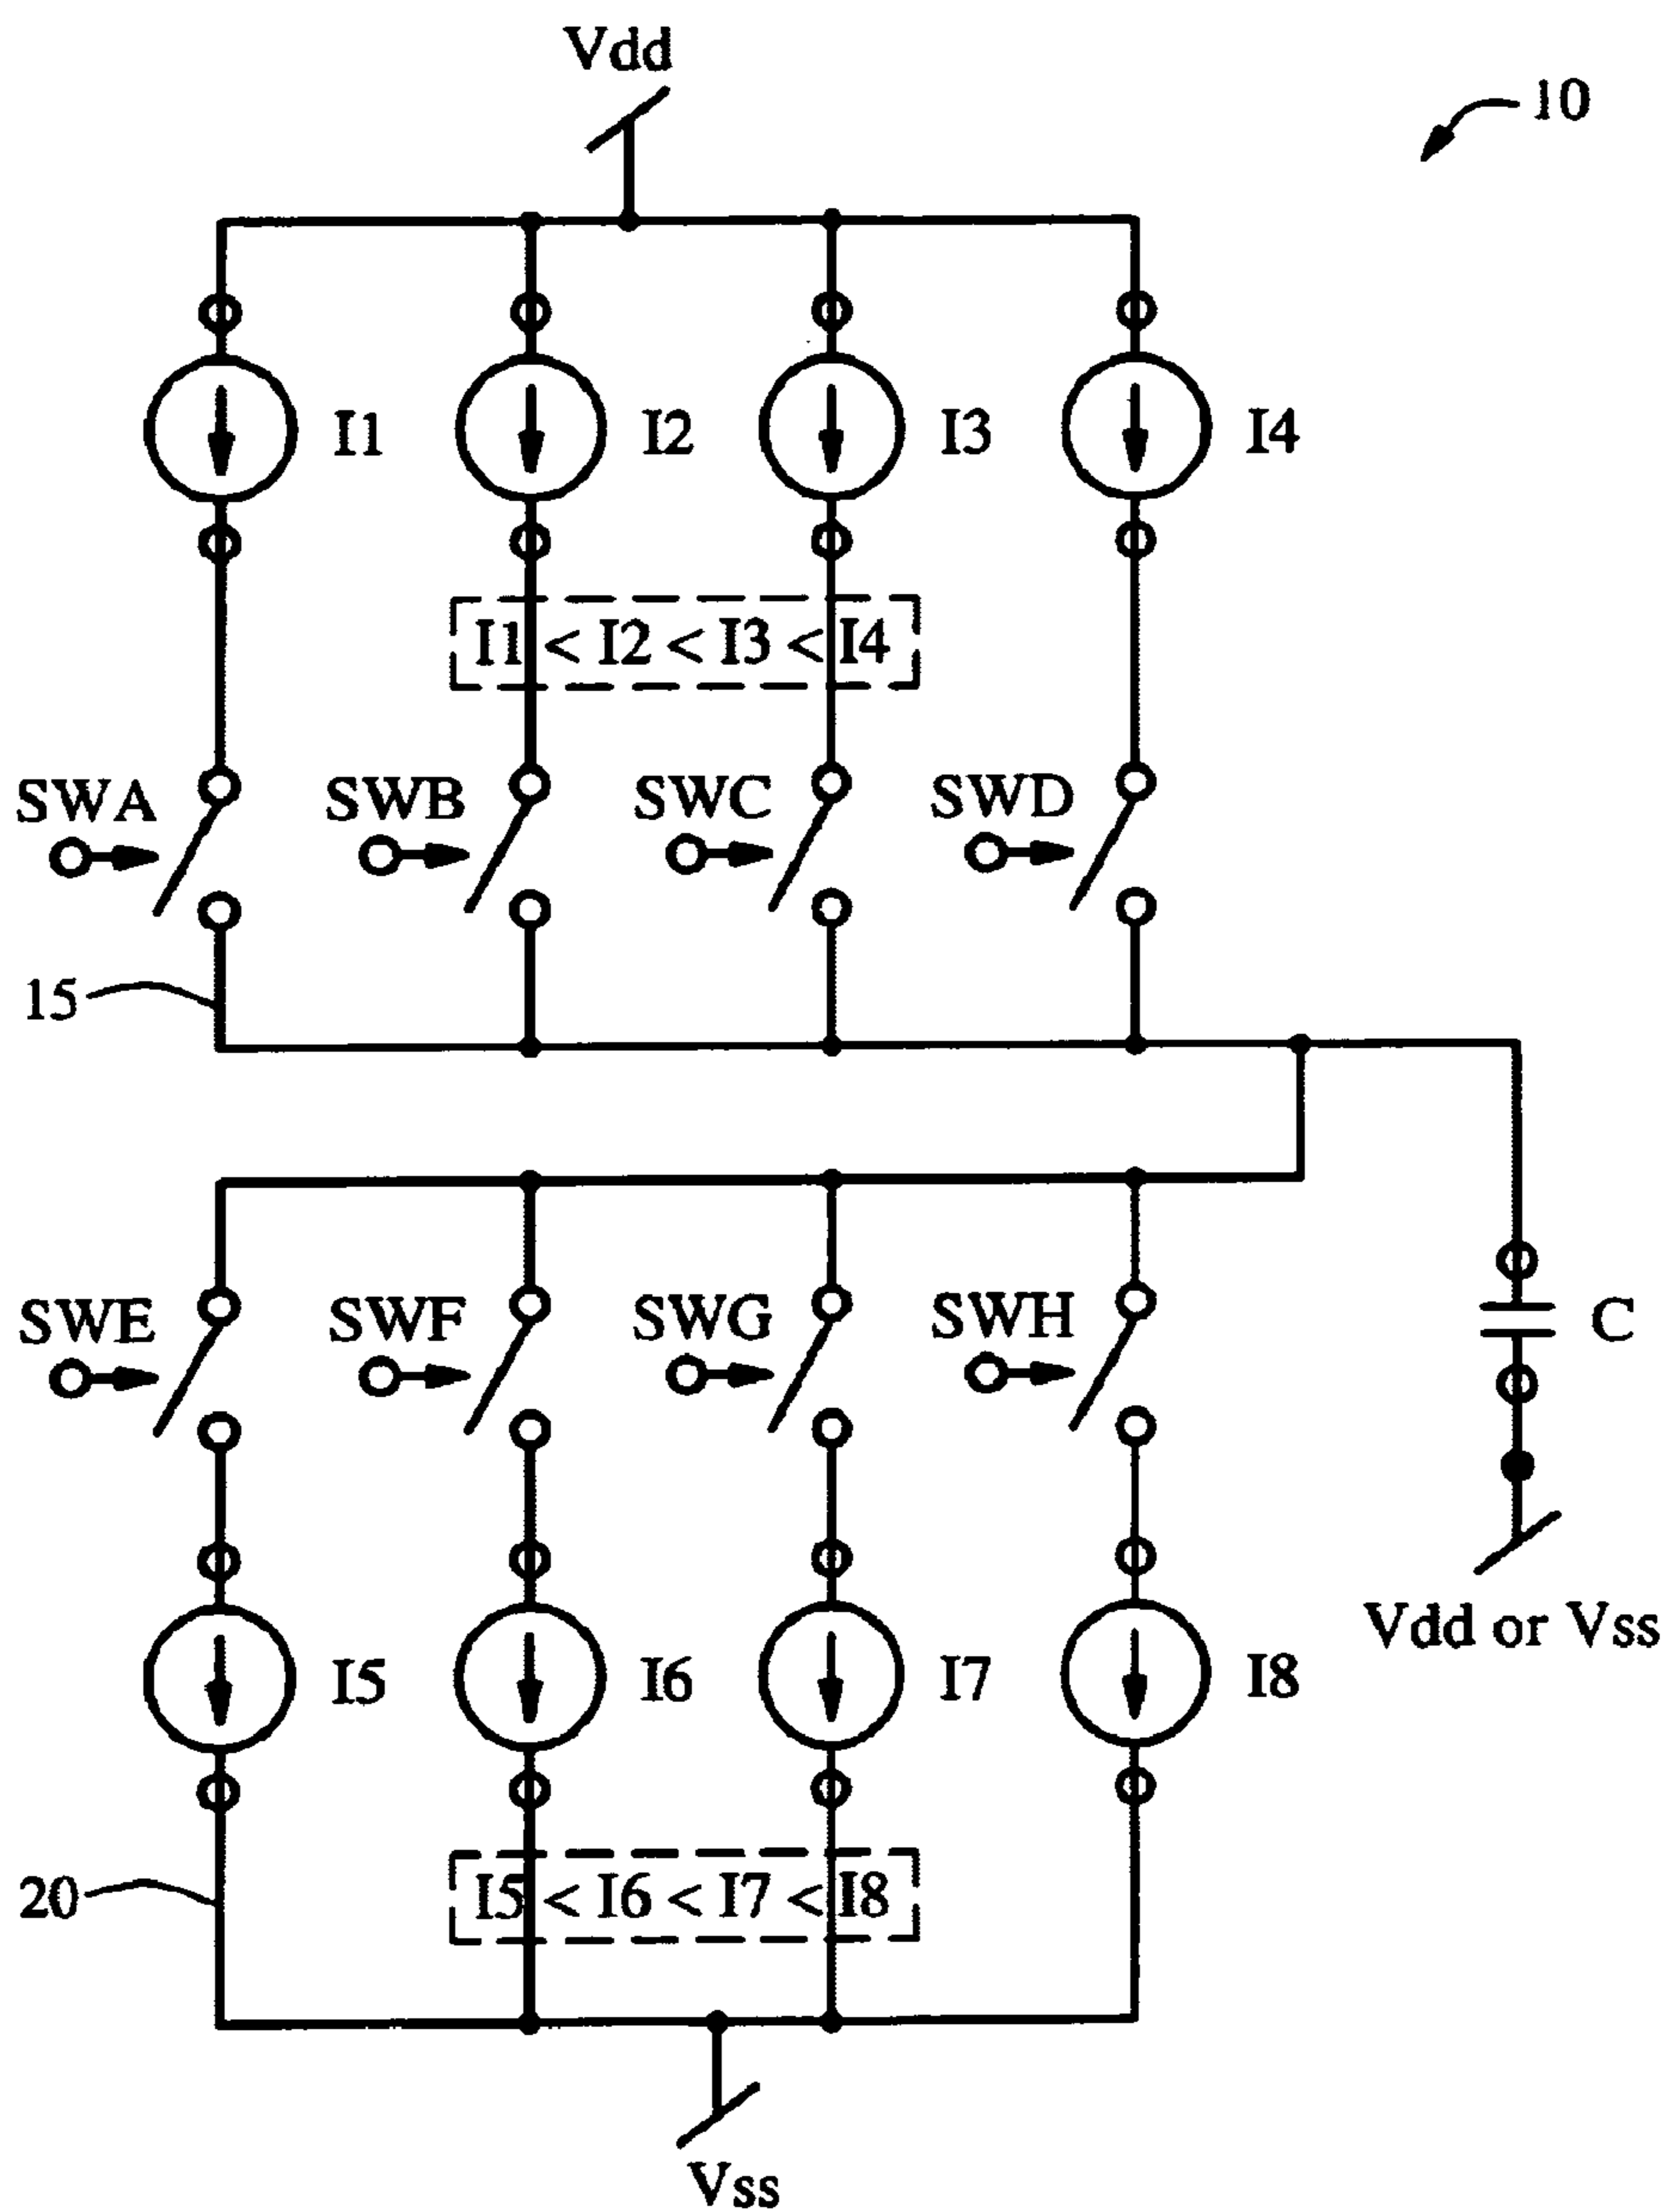 Vdd
10
I1 I2 I3 I4
I1 < I2 < I3 < I4
SWA SWB SWC SWD
15
SWE SWF SWG SWH
C
Vdd or Vss
I5 I6 I7 I8
20
I5 < I6 < I7 < I8
Vss